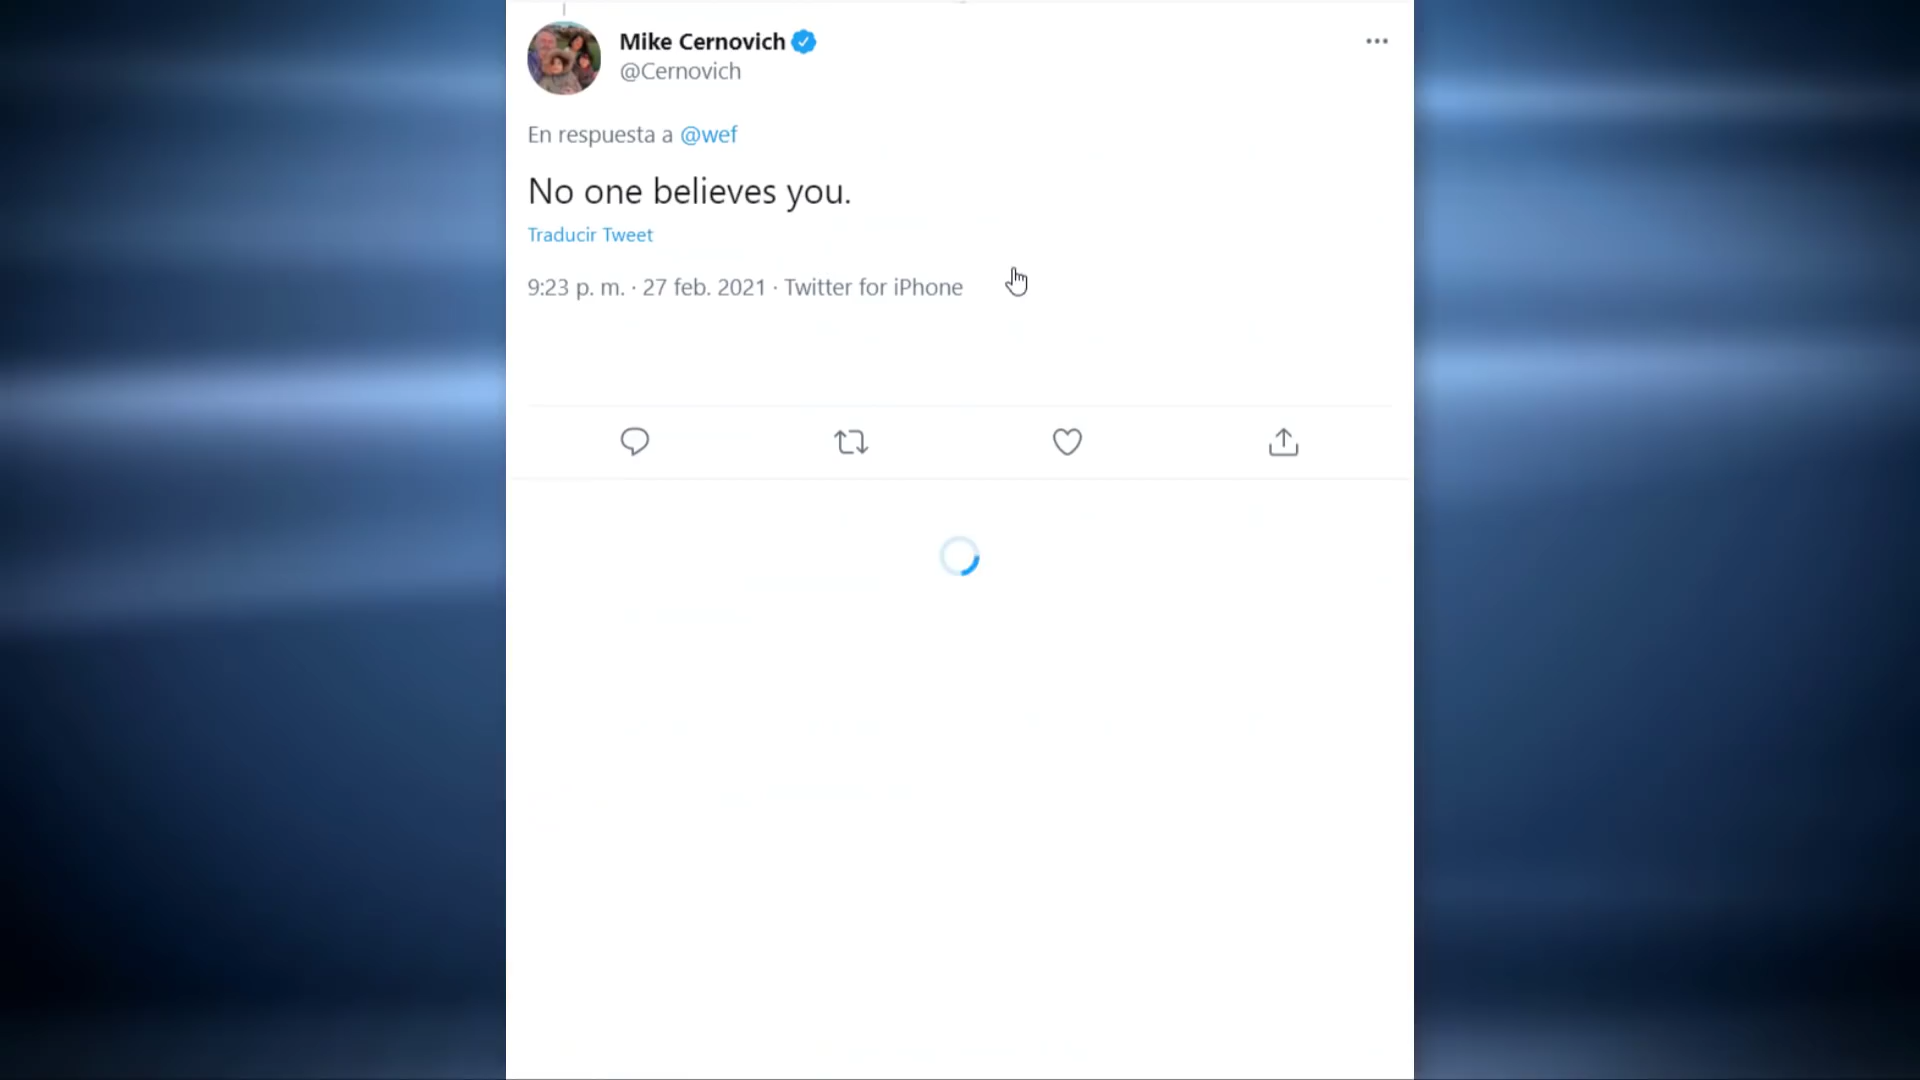 Mike Cernovich
@Cernovich
En respuesta a @wef
No one believes you.
Traducir Tweet
9:23 p. m. · 27 feb. 2021 · Twitter for iPhone